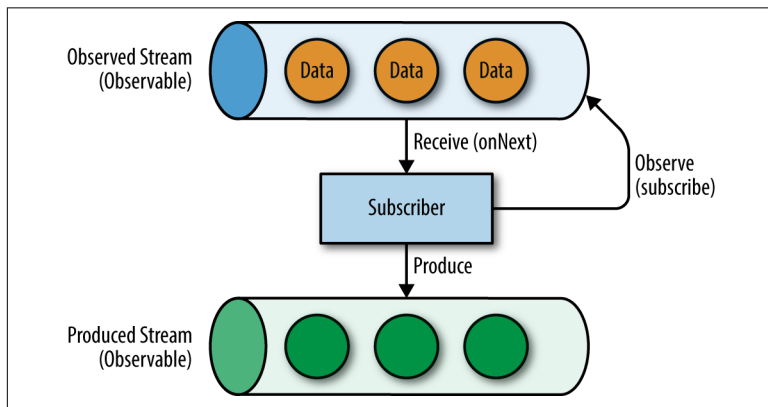 Observed Stream
(Observable)
Data
Data
Data
Receive (onNext)
Observe
(subscribe)
Subscriber
Produce
Produced Stream
(Observable)